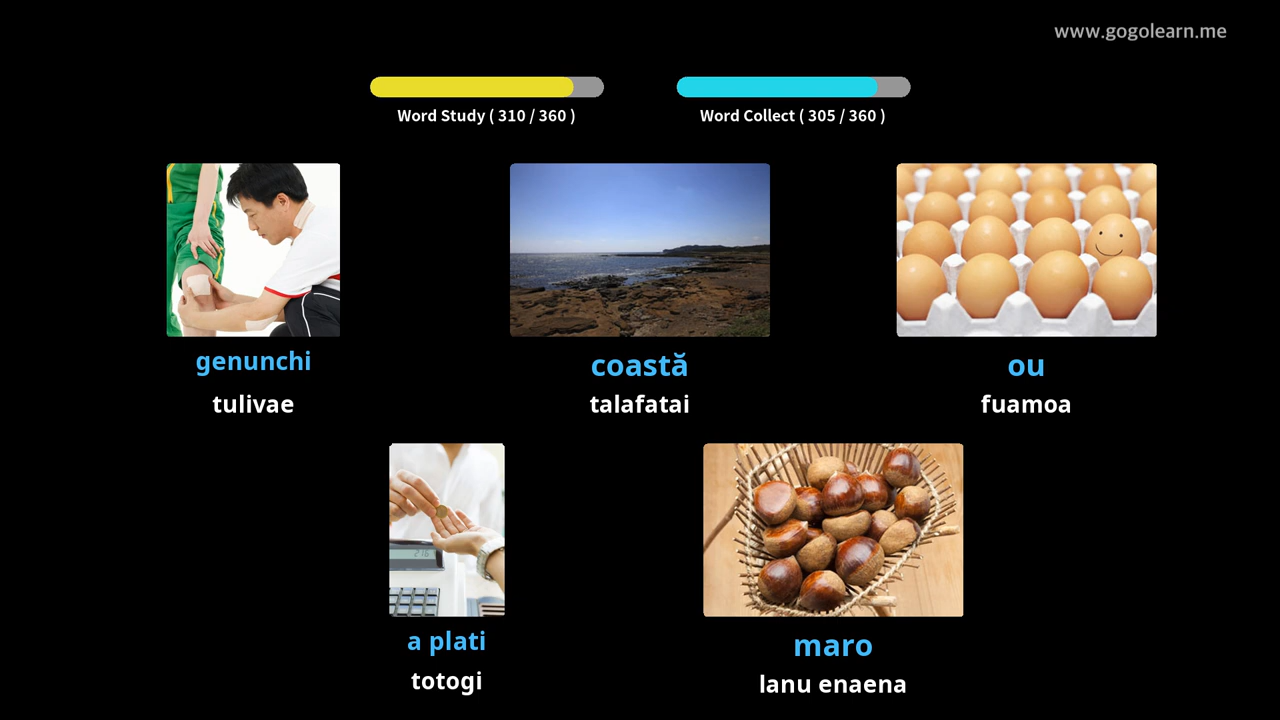 www.gogolearn.me
Word Study ( 310 / 360 )
Word Collect ( 305 / 360 )
genunchi
tulivae
coastă
talafatai
ou
fuamoa
a plati
totogi
maro
lanu enaena